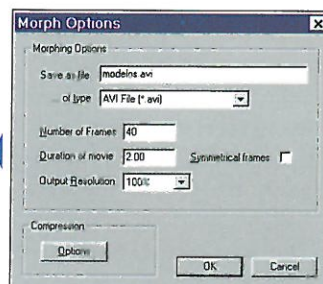 Morph Options
Morphing Options
Save as file modeins.avi
... of type AVI File (*.avi)
Number of Frames 40
Duration of movie 2.00 Symmetrical frames
Output Resolution 100%
Compression
Options
OK Cancel